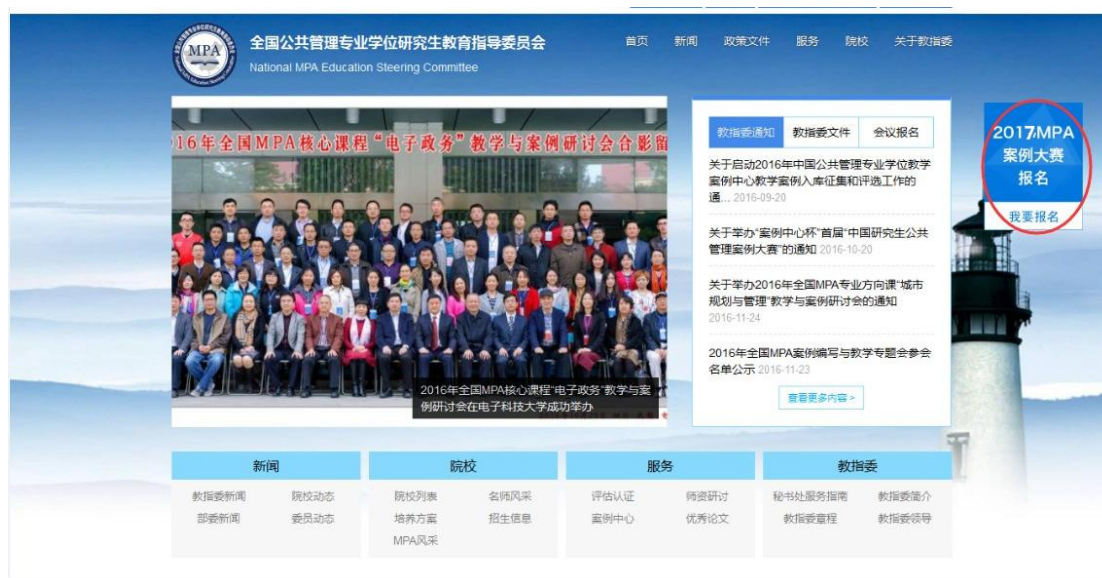 MPA
全国公共管理专业学位研究生教育指导委员会
National MPA Education Steering Committee
首页 新闻 政策文件 服务 院校 关于教指委
16年全国MPA核心课程“电子政务”教学与案例研讨会合影留
2016年全国MPA核心课程“电子政务”教学与案
例研讨会在电子科技大学成功举办
教指委通知 教指委文件 会议报名
关于启动2016年中国公共管理专业学位教学
案例中心教学案例入库征集和评选工作的
通... 2016-09-20
关于举办“案例中心杯”首届“中国研究生公共
管理案例大赛”的通知 2016-10-20
关于举办2016年全国MPA专业方向课“城市
规划与管理”教学与案例研讨会的通知
2016-11-24
2016年全国MPA案例编写与教学专题会参会
名单公示 2016-11-23
查看更多内容 >
2017MPA
案例大赛
报名
我要报名
新闻 院校 服务 教指委
教指委新闻 院校动态 院校列表 名师风采 评估认证 师资研讨 秘书处服务指南 教指委简介
部委新闻 委员动态 培养方案 招生信息 案例中心 优秀论文 教指委章程 教指委领导
MPA风采